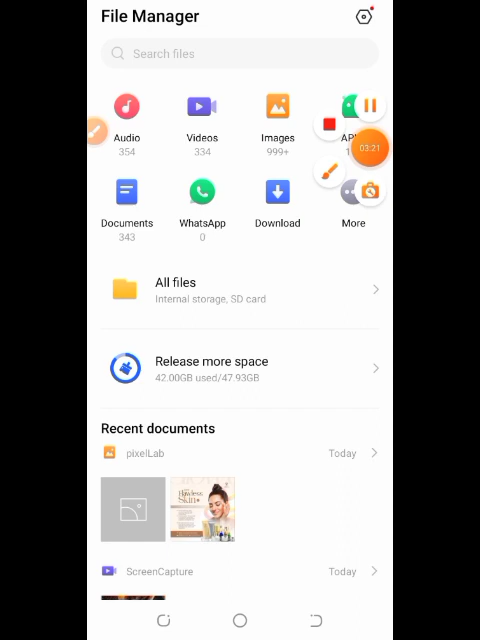 File Manager
Search files
Audio
354
Videos
334
Images
999+
03:21
Documents
343
WhatsApp
0
Download
More
All files
Internal storage, SD card
Release more space
42.00GB used/47.93GB
Recent documents
pixelLab
Today
Flawless
Skin
ScreenCapture
Today